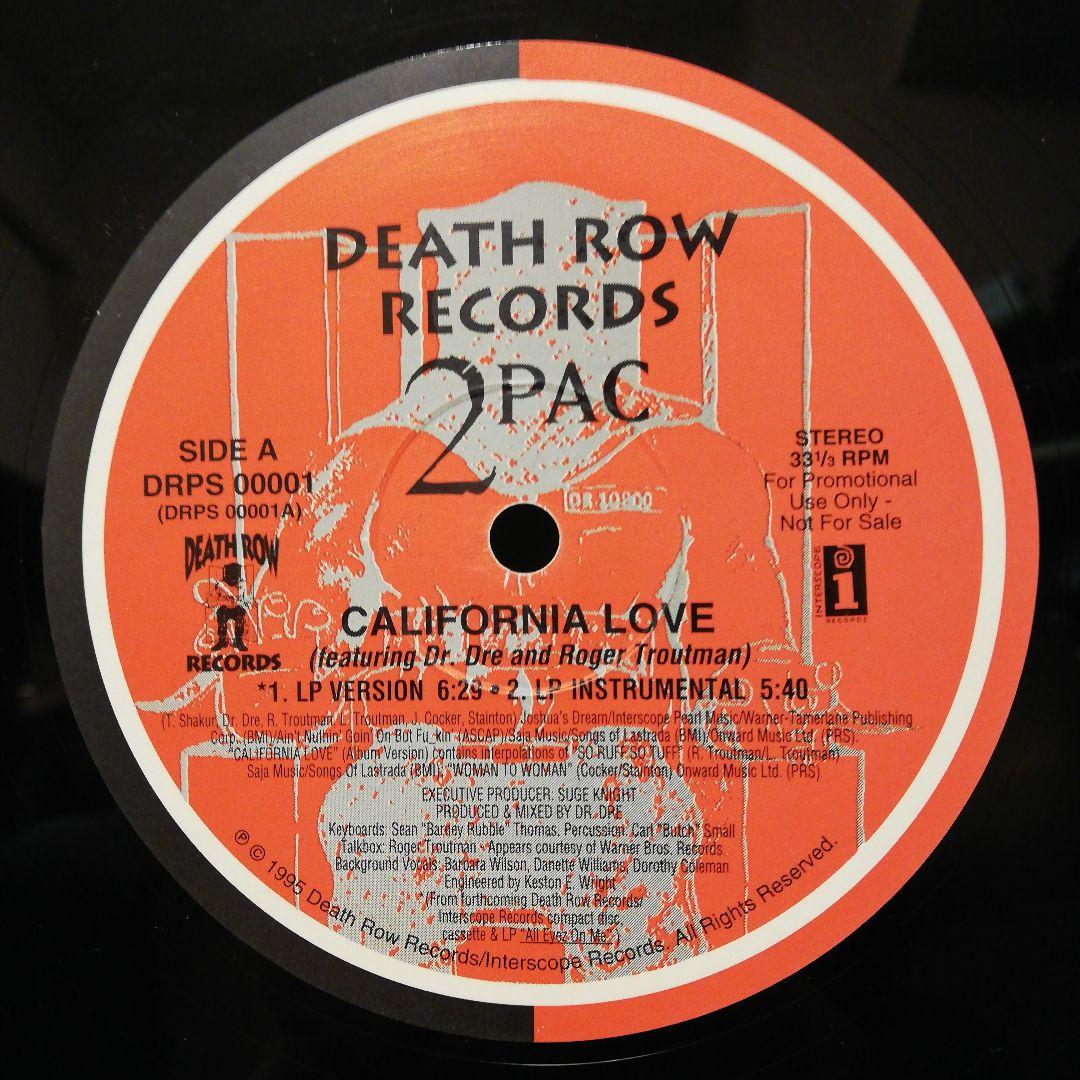 DEATH ROW
RECORDS
2PAC
SIDE A
DRPS 00001
(DRPS 00001A)
STEREO
33 1/3 RPM
For Promotional
Use Only -
Not For Sale
DEATH ROW
RECORDS
INTERSCOPE
i
RECORDS
CALIFORNIA LOVE
(featuring Dr. Dre and Roger Troutman)
*1. LP VERSION 6:29 • 2. LP INSTRUMENTAL 5:40
(T. Shakur, Dr. Dre, R. Troutman, L. Troutman, J. Cocker, Stainton) Joshua's Dream/Interscope Pearl Music/Warner-Tamerlane Publishing
Corp. (BMI)/Ain't Nuthin' Goin' On But Fu_kin' (ASCAP)/Saja Music/Songs of Lastrada (BMI)/Onward Music Ltd. (PRS).
"CALIFORNIA LOVE" (Album Version) contains interpolations of "SO RUFF SO TUFF" (R. Troutman/L. Troutman)
Saja Music/Songs Of Lastrada (BMI); "WOMAN TO WOMAN" (Cocker/Stainton) Onward Music Ltd. (PRS)
EXECUTIVE PRODUCER: SUGE KNIGHT
PRODUCED & MIXED BY DR. DRE
Keyboards: Sean "Barney Rubble" Thomas, Percussion: Carl "Butch" Small
Talkbox: Roger Troutman - Appears courtesy of Warner Bros. Records
Background Vocals: Barbara Wilson, Danette Williams, Dorothy Coleman
Engineered by Keston E. Wright
*(From forthcoming Death Row Records/
Interscope Records compact disc,
cassette & LP "All Eyez On Me")
℗ © 1995 Death Row Records/Interscope Records. All Rights Reserved.